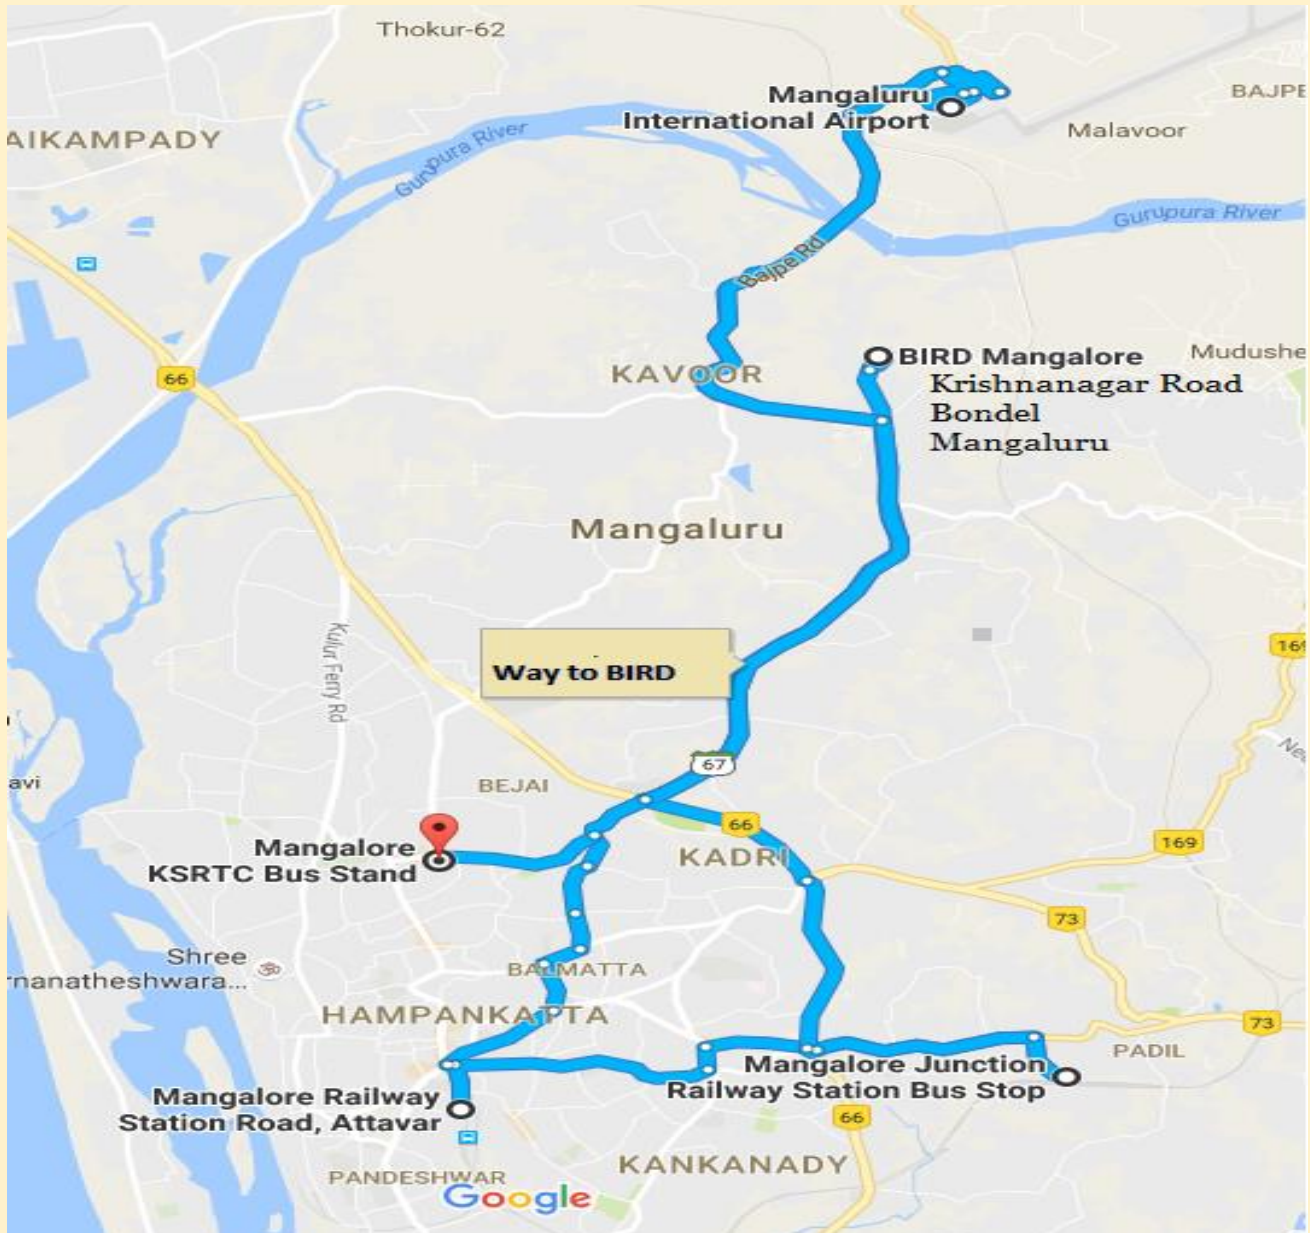 Thokur-62
Mangaluru
International Airport
BAJPE
Malavoor
AIKAMPADY
Gurupura River
Gurupura River
Bajpe Rd
66
KAVOOR
BIRD Mangalore
Krishnanagar Road
Bondel
Mangaluru
Mudushe
Mangaluru
Kulur Ferry Rd
Way to BIRD
169
67
avi
BEJAI
66
KADRI
169
Mangalore
KSRTC Bus Stand
73
Shree
rnanatheshwara...
BALMATTA
HAMPANKATTA
73
PADIL
Mangalore Junction
Railway Station Bus Stop
Mangalore Railway
Station Road, Attavar
66
KANKANADY
PANDESHWAR
Google